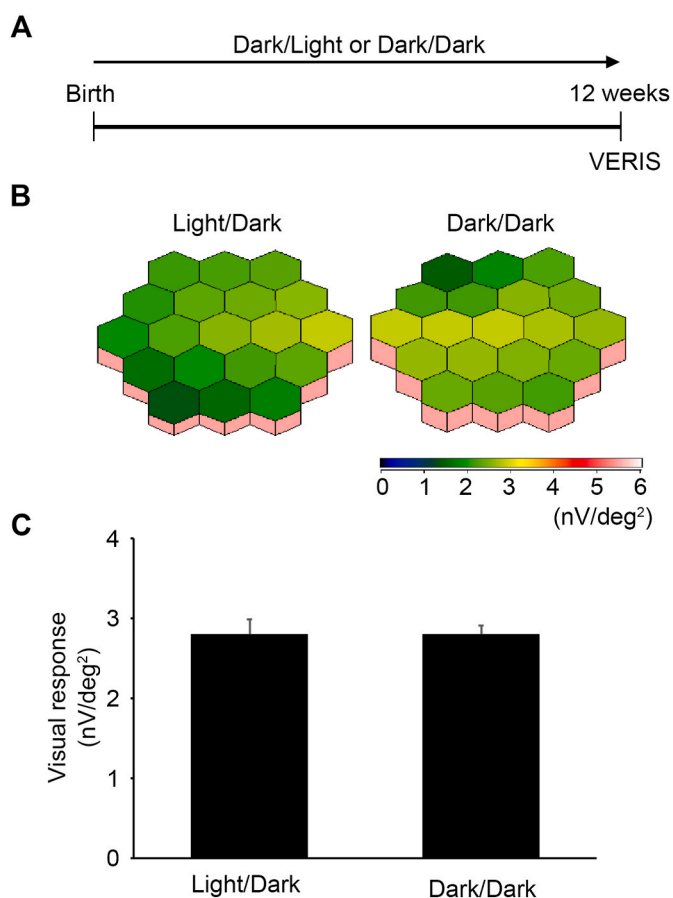 A
Dark/Light or Dark/Dark
Birth 12 weeks
VERIS
B
Light/Dark Dark/Dark
0 1 2 3 4 5 6
(nV/deg²)
C
4
3
2
1
0
Visual response
(nV/deg²)
Light/Dark Dark/Dark